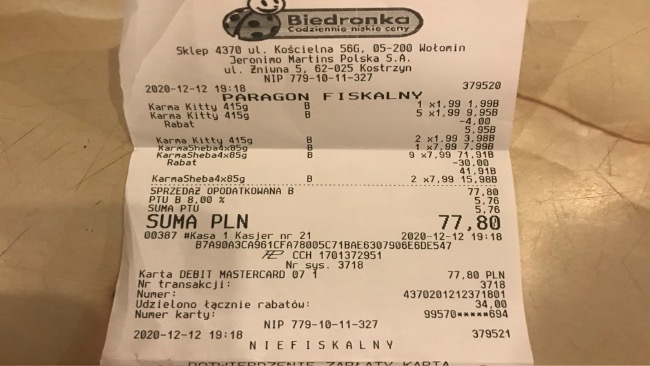 Biedronka
Codziennie niskie ceny
Sklep 4370 ul. Kościelna 56G, 05-200 Wołomin
Jeronimo Martins Polska S.A.
ul. Żniwna 5, 62-025 Kostrzyn
NIP 779-10-11-327
2020-12-12 19:18 379520
PARAGON FISKALNY
Karma Kitty 415g B 1 x1,99 1,99B
Karma Kitty 415g B 5 x1,99 9,95B
Rabat -4,00
5,95B
Karma Kitty 415g B 2 x1,99 3,98B
KarmaSheba4x85g B 1 x7,99 7,99B
KarmaSheba4x85g B 9 x7,99 71,91B
Rabat -30,00
41,91B
KarmaSheba4x85g B 2 x7,99 15,98B
SPRZEDAŻ OPODATKOWANA B 77,80
PTU B 8,00 % 5,76
SUMA PTU 5,76
SUMA PLN 77,80
00387 #Kasa 1 Kasjer nr 21 2020-12-12 19:18
B7A90A3CA961CFA78005C71BAE6307906E6DE547
CCH 1701372951
Nr sys. 3718
Karta DEBIT MASTERCARD 07 1 77,80 PLN
Nr transakcji: 3718
Numer: 4370201212371801
Udzielono łącznie rabatów: 34,00
Numer karty: 99570*****694
NIP 779-10-11-327
2020-12-12 19:18 379521
NIEFISKALNY
POTWIERDZENIE ZAPŁATY KARTĄ